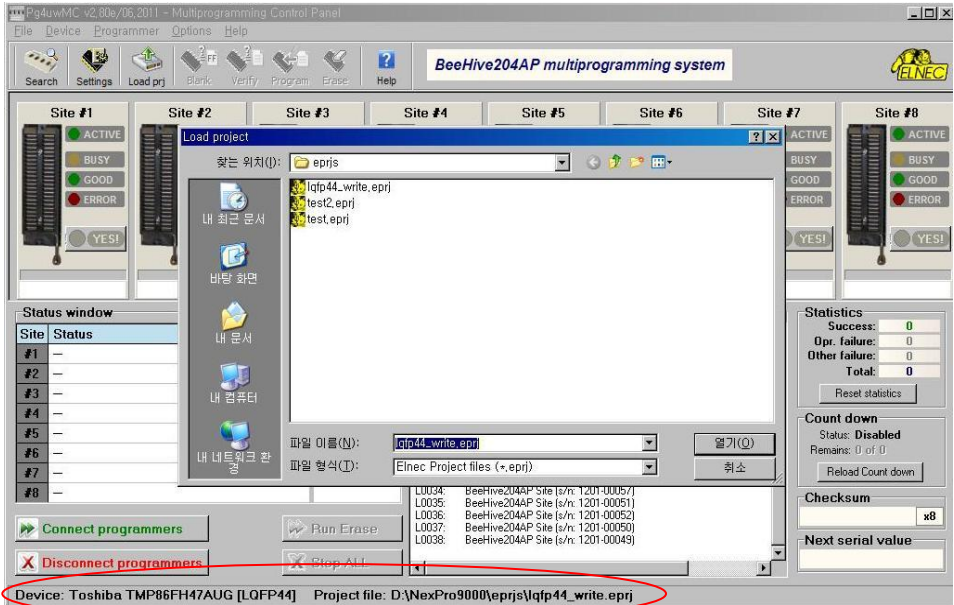 Pg4uwMC v2,80e/06,2011 - Multiprogramming Control Panel
File Device Programmer Options Help
Search Settings Load prj Blank Verify Program Erase Help
BeeHive204AP multiprogramming system
ELNEC
Site #1 Site #2 Site #3 Site #4 Site #5 Site #6 Site #7 Site #8
ACTIVE
BUSY
GOOD
ERROR
YES!
ACTIVE
BUSY
GOOD
ERROR
YES!
ACTIVE
BUSY
GOOD
ERROR
YES!
Load project
찾는 위치(I): eprjs
내 최근 문서
바탕 화면
내 문서
내 컴퓨터
내 네트워크 환
경
lqfp44_write,eprj
test2,eprj
test,eprj
파일 이름(N): lqfp44_write,eprj 열기(O)
파일 형식(T): Elnec Project files (*,eprj) 취소
Status window
Site Status
#1 –
#2 –
#3 –
#4 –
#5 –
#6 –
#7 –
#8 –
L0034: BeeHive204AP Site (s/n: 1201-00057)
L0035: BeeHive204AP Site (s/n: 1201-00051)
L0036: BeeHive204AP Site (s/n: 1201-00052)
L0037: BeeHive204AP Site (s/n: 1201-00050)
L0038: BeeHive204AP Site (s/n: 1201-00049)
Statistics
Success: 0
Opr. failure: 0
Other failure: 0
Total: 0
Reset statistics
Count down
Status: Disabled
Remains: 0 of 0
Reload Count down
Checksum
x8
Next serial value
Connect programmers Run Erase
Disconnect programmers Stop ALL
Device: Toshiba TMP86FH47AUG [LQFP44] Project file: D:\NexPro9000\eprjs\lqfp44_write.eprj